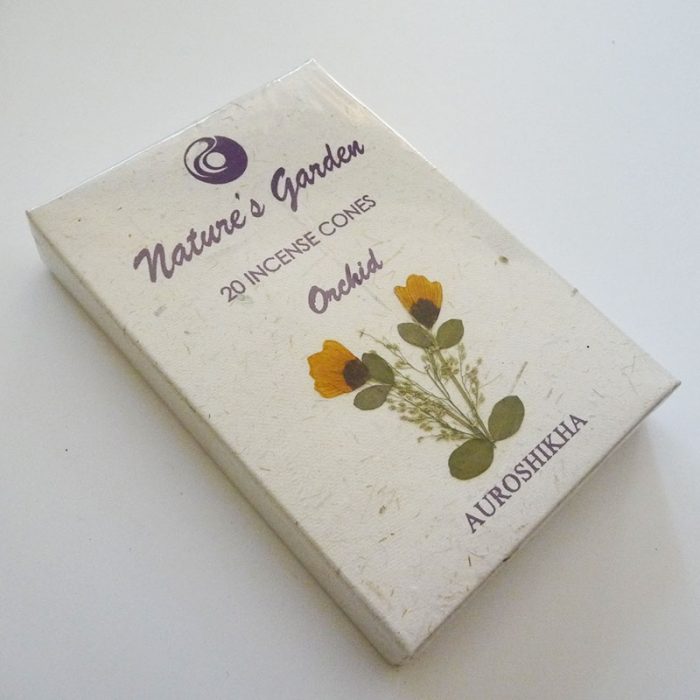 Nature's Garden
20 INCENSE CONES
Orchid
AUROSHIKHA